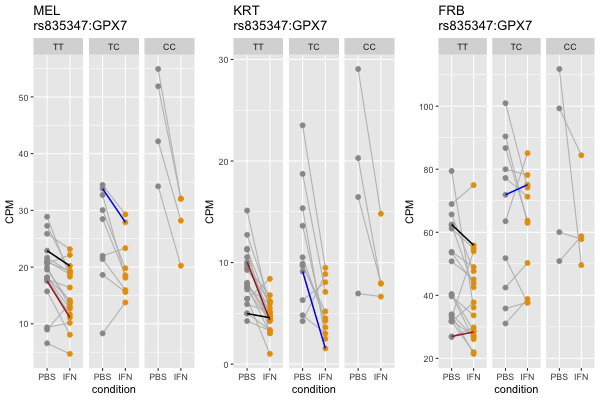 MEL
rs835347:GPX7
TT TC CC
CPM
50
40
30
20
10
PBS IFN PBS IFN PBS IFN
condition
KRT
rs835347:GPX7
TT TC CC
CPM
30
20
10
0
PBS IFN PBS IFN PBS IFN
condition
FRB
rs835347:GPX7
TT TC CC
CPM
100
80
60
40
20
PBS IFN PBS IFN PBS IFN
condition